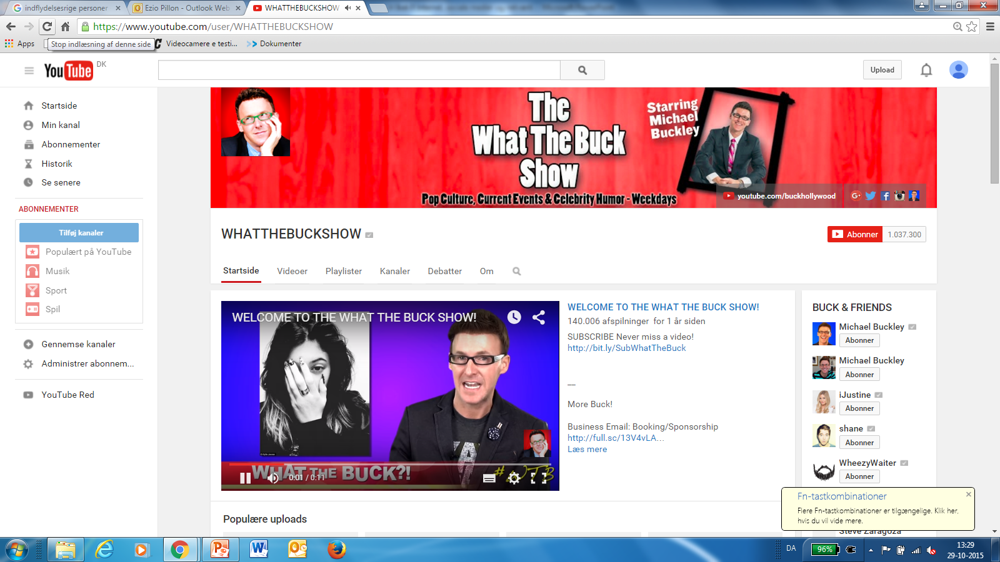 indflydelsesrige personer
Ezio Pillon - Outlook Web
WHATTHEBUCKSHOW
https://www.youtube.com/user/WHATTHEBUCKSHOW
Apps
Stop indlæsning af denne side
Videocamere e testi...
Dokumenter
YouTube DK
Upload
Startside
Min kanal
Abonnementer
Historik
Se senere
ABONNEMENTER
Tilføj kanaler
Populært på YouTube
Musik
Sport
Spil
Gennemse kanaler
Administrer abonnem...
YouTube Red
The
What The Buck
Show
Pop Culture, Current Events & Celebrity Humor - Weekdays
Starring
Michael
Buckley
youtube.com/buckhollywood
WHATTHEBUCKSHOW
Abonner 1.037.300
Startside Videoer Playlister Kanaler Debatter Om
WELCOME TO THE WHAT THE BUCK SHOW!
WHAT THE BUCK?!
#WTB
0:01 / 0:11
WELCOME TO THE WHAT THE BUCK SHOW!
140.006 afspilninger for 1 år siden
SUBSCRIBE Never miss a video!
http://bit.ly/SubWhatTheBuck
__
More Buck!
Business Email: Booking/Sponsorship
http://full.sc/13V4vLA...
Læs mere
Populære uploads
BUCK & FRIENDS
Michael Buckley
Abonner
Michael Buckley
Abonner
iJustine
Abonner
shane
Abonner
WheezyWaiter
Abonner
Steve Zaragoza
Fn-tastkombinationer
Flere Fn-tastkombinationer er tilgængelige. Klik her,
hvis du vil vide mere.
DA
96%
13:29
29-10-2015